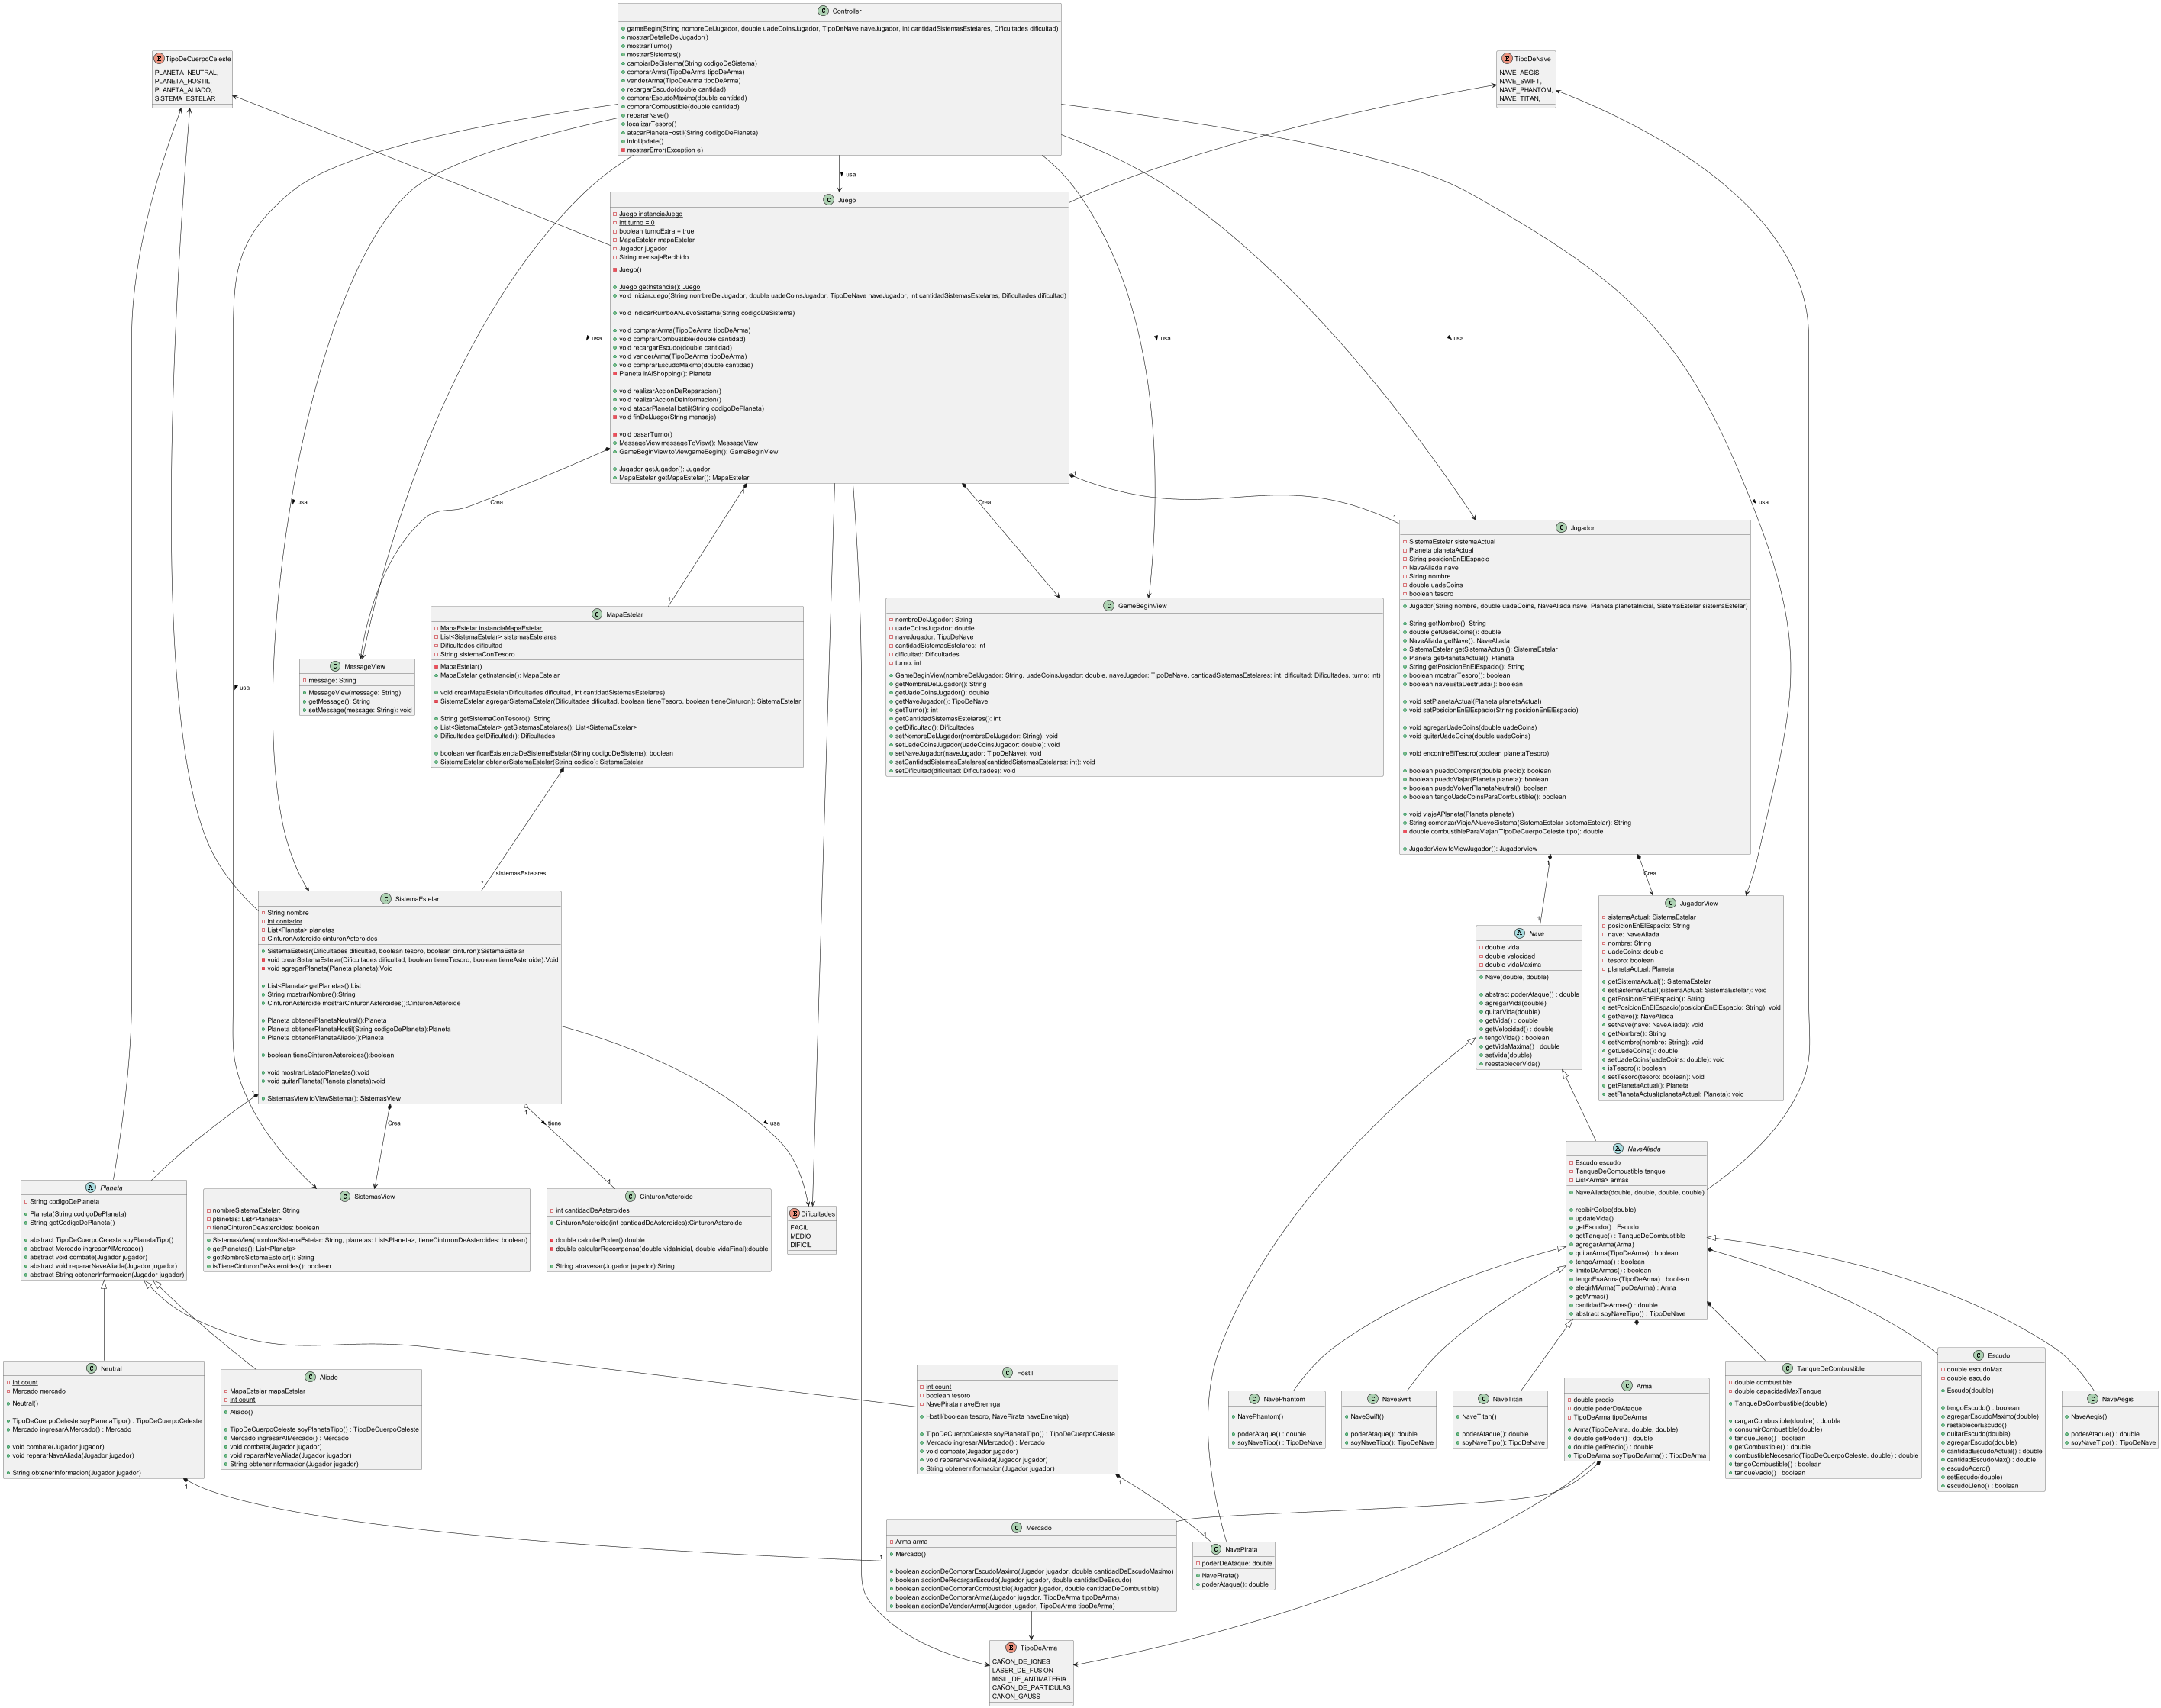 Controller
gameBegin(String nombreDelJugador, double uadeCoinsJugador, TipoDeNave naveJugador, int cantidadSistemasEstelares, Dificultades dificultad)
mostrarDetalleDelJugador()
mostrarTurno()
mostrarSistemas()
cambiarDeSistema(String codigoDeSistema)
comprarArma(TipoDeArma tipoDeArma)
venderArma(TipoDeArma tipoDeArma)
recargarEscudo(double cantidad)
comprarEscudoMaximo(double cantidad)
comprarCombustible(double cantidad)
repararNave()
localizarTesoro()
atacarPlanetaHostil(String codigoDePlaneta)
infoUpdate()
mostrarError(Exception e)
TipoDeCuerpoCeleste
PLANETA_NEUTRAL,
PLANETA_HOSTIL,
PLANETA_ALIADO,
SISTEMA_ESTELAR
TipoDeNave
NAVE_AEGIS,
NAVE_SWIFT,
NAVE_PHANTOM,
NAVE_TITAN,
usa
Juego
Juego instanciaJuego
int turno = 0
boolean turnoExtra = true
MapaEstelar mapaEstelar
Jugador jugador
String mensajeRecibido
Juego()
Juego getInstancia(): Juego
void iniciarJuego(String nombreDelJugador, double uadeCoinsJugador, TipoDeNave naveJugador, int cantidadSistemasEstelares, Dificultades dificultad)
void indicarRumboANuevoSistema(String codigoDeSistema)
void comprarArma(TipoDeArma tipoDeArma)
void comprarCombustible(double cantidad)
void recargarEscudo(double cantidad)
void venderArma(TipoDeArma tipoDeArma)
void comprarEscudoMaximo(double cantidad)
Planeta irAlShopping(): Planeta
void realizarAccionDeReparacion()
void realizarAccionDeInformacion()
void atacarPlanetaHostil(String codigoDePlaneta)
void finDelJuego(String mensaje)
void pasarTurno()
MessageView messageToView(): MessageView
GameBeginView toViewgameBegin(): GameBeginView
Jugador getJugador(): Jugador
MapaEstelar getMapaEstelar(): MapaEstelar
usa
usa
usa
usa
usa
usa
Crea
1
Crea
1
1
1
Jugador
SistemaEstelar sistemaActual
Planeta planetaActual
String posicionEnElEspacio
NaveAliada nave
String nombre
double uadeCoins
boolean tesoro
Jugador(String nombre, double uadeCoins, NaveAliada nave, Planeta planetaInicial, SistemaEstelar sistemaEstelar)
String getNombre(): String
double getUadeCoins(): double
NaveAliada getNave(): NaveAliada
SistemaEstelar getSistemaActual(): SistemaEstelar
Planeta getPlanetaActual(): Planeta
String getPosicionEnElEspacio(): String
boolean mostrarTesoro(): boolean
boolean naveEstaDestruida(): boolean
void setPlanetaActual(Planeta planetaActual)
void setPosicionEnElEspacio(String posicionEnElEspacio)
void agregarUadeCoins(double uadeCoins)
void quitarUadeCoins(double uadeCoins)
void encontreElTesoro(boolean planetaTesoro)
boolean puedoComprar(double precio): boolean
boolean puedoViajar(Planeta planeta): boolean
boolean puedoVolverPlanetaNeutral(): boolean
boolean tengoUadeCoinsParaCombustible(): boolean
void viajeAPlaneta(Planeta planeta)
String comenzarViajeANuevoSistema(SistemaEstelar sistemaEstelar): String
double combustibleParaViajar(TipoDeCuerpoCeleste tipo): double
JugadorView toViewJugador(): JugadorView
MessageView
message: String
MessageView(message: String)
getMessage(): String
setMessage(message: String): void
MapaEstelar
MapaEstelar instanciaMapaEstelar
List<SistemaEstelar> sistemasEstelares
Dificultades dificultad
String sistemaConTesoro
MapaEstelar()
MapaEstelar getInstancia(): MapaEstelar
void crearMapaEstelar(Dificultades dificultad, int cantidadSistemasEstelares)
SistemaEstelar agregarSistemaEstelar(Dificultades dificultad, boolean tieneTesoro, boolean tieneCinturon): SistemaEstelar
String getSistemaConTesoro(): String
List<SistemaEstelar> getSistemasEstelares(): List<SistemaEstelar>
Dificultades getDificultad(): Dificultades
boolean verificarExistenciaDeSistemaEstelar(String codigoDeSistema): boolean
SistemaEstelar obtenerSistemaEstelar(String codigo): SistemaEstelar
GameBeginView
nombreDelJugador: String
uadeCoinsJugador: double
naveJugador: TipoDeNave
cantidadSistemasEstelares: int
dificultad: Dificultades
turno: int
GameBeginView(nombreDelJugador: String, uadeCoinsJugador: double, naveJugador: TipoDeNave, cantidadSistemasEstelares: int, dificultad: Dificultades, turno: int)
getNombreDelJugador(): String
getUadeCoinsJugador(): double
getNaveJugador(): TipoDeNave
getTurno(): int
getCantidadSistemasEstelares(): int
getDificultad(): Dificultades
setNombreDelJugador(nombreDelJugador: String): void
setUadeCoinsJugador(uadeCoinsJugador: double): void
setNaveJugador(naveJugador: TipoDeNave): void
setCantidadSistemasEstelares(cantidadSistemasEstelares: int): void
setDificultad(dificultad: Dificultades): void
1
sistemasEstelares
*
1
Crea
1
SistemaEstelar
String nombre
int contador
List<Planeta> planetas
CinturonAsteroide cinturonAsteroides
SistemaEstelar(Dificultades dificultad, boolean tesoro, boolean cinturon):SistemaEstelar
void crearSistemaEstelar(Dificultades dificultad, boolean tieneTesoro, boolean tieneAsteroide):Void
void agregarPlaneta(Planeta planeta):Void
List<Planeta> getPlanetas():List
String mostrarNombre():String
CinturonAsteroide mostrarCinturonAsteroides():CinturonAsteroide
Planeta obtenerPlanetaNeutral():Planeta
Planeta obtenerPlanetaHostil(String codigoDePlaneta):Planeta
Planeta obtenerPlanetaAliado():Planeta
boolean tieneCinturonAsteroides():boolean
void mostrarListadoPlanetas():void
void quitarPlaneta(Planeta planeta):void
SistemasView toViewSistema(): SistemasView
Nave
double vida
double velocidad
double vidaMaxima
Nave(double, double)
abstract poderAtaque() : double
agregarVida(double)
quitarVida(double)
getVida() : double
getVelocidad() : double
tengoVida() : boolean
getVidaMaxima() : double
setVida(double)
reestablecerVida()
JugadorView
sistemaActual: SistemaEstelar
posicionEnElEspacio: String
nave: NaveAliada
nombre: String
uadeCoins: double
tesoro: boolean
planetaActual: Planeta
getSistemaActual(): SistemaEstelar
setSistemaActual(sistemaActual: SistemaEstelar): void
getPosicionEnElEspacio(): String
setPosicionEnElEspacio(posicionEnElEspacio: String): void
getNave(): NaveAliada
setNave(nave: NaveAliada): void
getNombre(): String
setNombre(nombre: String): void
getUadeCoins(): double
setUadeCoins(uadeCoins: double): void
isTesoro(): boolean
setTesoro(tesoro: boolean): void
getPlanetaActual(): Planeta
setPlanetaActual(planetaActual: Planeta): void
1
Crea
1
tiene
usa
*
1
Planeta
String codigoDePlaneta
Planeta(String codigoDePlaneta)
String getCodigoDePlaneta()
abstract TipoDeCuerpoCeleste soyPlanetaTipo()
abstract Mercado ingresarAlMercado()
abstract void combate(Jugador jugador)
abstract void repararNaveAliada(Jugador jugador)
abstract String obtenerInformacion(Jugador jugador)
SistemasView
nombreSistemaEstelar: String
planetas: List<Planeta>
tieneCinturonDeAsteroides: boolean
SistemasView(nombreSistemaEstelar: String, planetas: List<Planeta>, tieneCinturonDeAsteroides: boolean)
getPlanetas(): List<Planeta>
getNombreSistemaEstelar(): String
isTieneCinturonDeAsteroides(): boolean
CinturonAsteroide
int cantidadDeAsteroides
CinturonAsteroide(int cantidadDeAsteroides):CinturonAsteroide
double calcularPoder():double
double calcularRecompensa(double vidaInicial, double vidaFinal):double
String atravesar(Jugador jugador):String
Dificultades
FACIL
MEDIO
DIFICIL
NaveAliada
Escudo escudo
TanqueDeCombustible tanque
List<Arma> armas
NaveAliada(double, double, double, double)
recibirGolpe(double)
updateVida()
getEscudo() : Escudo
getTanque() : TanqueDeCombustible
agregarArma(Arma)
quitarArma(TipoDeArma) : boolean
tengoArmas() : boolean
limiteDeArmas() : boolean
tengoEsaArma(TipoDeArma) : boolean
elegirMiArma(TipoDeArma) : Arma
getArmas()
cantidadDeArmas() : double
abstract soyNaveTipo() : TipoDeNave
Neutral
int count
Mercado mercado
Neutral()
TipoDeCuerpoCeleste soyPlanetaTipo() : TipoDeCuerpoCeleste
Mercado ingresarAlMercado() : Mercado
void combate(Jugador jugador)
void repararNaveAliada(Jugador jugador)
String obtenerInformacion(Jugador jugador)
Aliado
MapaEstelar mapaEstelar
int count
Aliado()
TipoDeCuerpoCeleste soyPlanetaTipo() : TipoDeCuerpoCeleste
Mercado ingresarAlMercado() : Mercado
void combate(Jugador jugador)
void repararNaveAliada(Jugador jugador)
String obtenerInformacion(Jugador jugador)
Hostil
int count
boolean tesoro
NavePirata naveEnemiga
Hostil(boolean tesoro, NavePirata naveEnemiga)
TipoDeCuerpoCeleste soyPlanetaTipo() : TipoDeCuerpoCeleste
Mercado ingresarAlMercado() : Mercado
void combate(Jugador jugador)
void repararNaveAliada(Jugador jugador)
String obtenerInformacion(Jugador jugador)
NavePhantom
NavePhantom()
poderAtaque() : double
soyNaveTipo() : TipoDeNave
NaveSwift
NaveSwift()
poderAtaque(): double
soyNaveTipo(): TipoDeNave
NaveTitan
NaveTitan()
poderAtaque(): double
soyNaveTipo(): TipoDeNave
Arma
double precio
double poderDeAtaque
TipoDeArma tipoDeArma
Arma(TipoDeArma, double, double)
double getPoder() : double
double getPrecio() : double
TipoDeArma soyTipoDeArma() : TipoDeArma
TanqueDeCombustible
double combustible
double capacidadMaxTanque
TanqueDeCombustible(double)
cargarCombustible(double) : double
consumirCombustible(double)
tanqueLleno() : boolean
getCombustible() : double
combustibleNecesario(TipoDeCuerpoCeleste, double) : double
tengoCombustible() : boolean
tanqueVacio() : boolean
Escudo
double escudoMax
double escudo
Escudo(double)
tengoEscudo() : boolean
agregarEscudoMaximo(double)
restablecerEscudo()
quitarEscudo(double)
agregarEscudo(double)
cantidadEscudoActual() : double
cantidadEscudoMax() : double
escudoAcero()
setEscudo(double)
escudoLleno() : boolean
NaveAegis
NaveAegis()
poderAtaque() : double
soyNaveTipo() : TipoDeNave
1
1
1
1
Mercado
Arma arma
Mercado()
boolean accionDeComprarEscudoMaximo(Jugador jugador, double cantidadDeEscudoMaximo)
boolean accionDeRecargarEscudo(Jugador jugador, double cantidadDeEscudo)
boolean accionDeComprarCombustible(Jugador jugador, double cantidadDeCombustible)
boolean accionDeComprarArma(Jugador jugador, TipoDeArma tipoDeArma)
boolean accionDeVenderArma(Jugador jugador, TipoDeArma tipoDeArma)
NavePirata
poderDeAtaque: double
NavePirata()
poderAtaque(): double
TipoDeArma
CAÑON_DE_IONES
LASER_DE_FUSION
MISIL_DE_ANTIMATERIA
CAÑON_DE_PARTICULAS
CAÑON_GAUSS